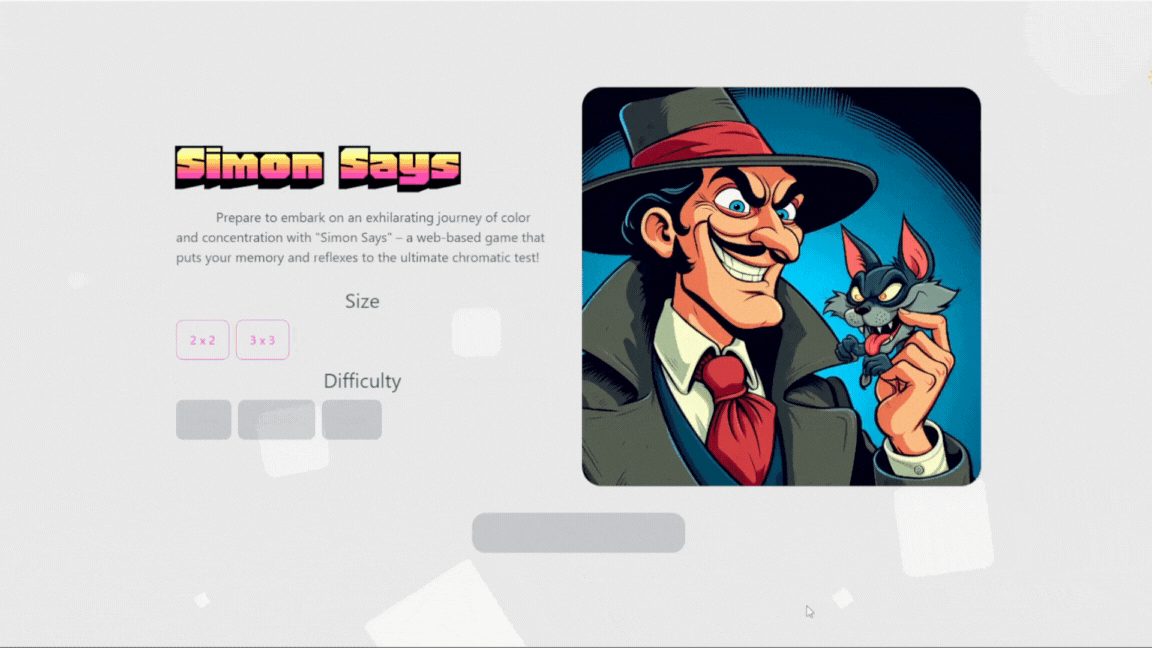 Simon Says
Prepare to embark on an exhilarating journey of color
and concentration with "Simon Says" – a web-based game that
puts your memory and reflexes to the ultimate chromatic test!
Size
2 x 2 3 x 3
Difficulty